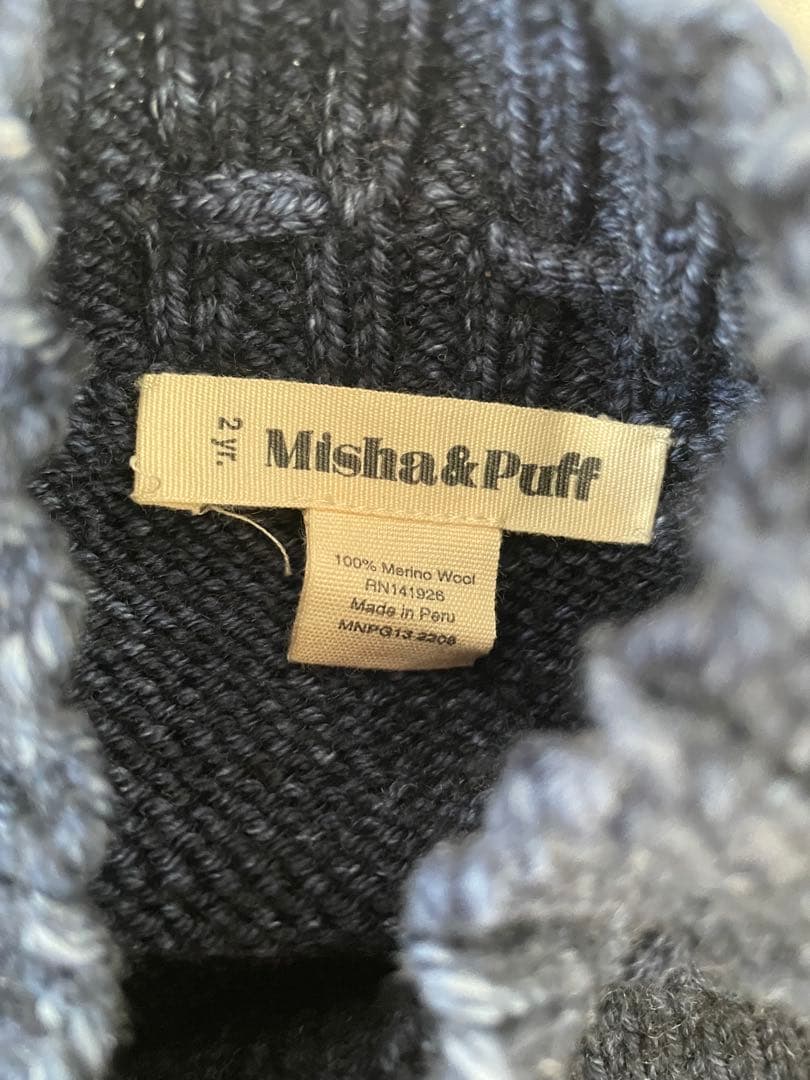 2 yr.
Misha&Puff
100% Merino Wool
RN141926
Made in Peru
MNPG13 2208